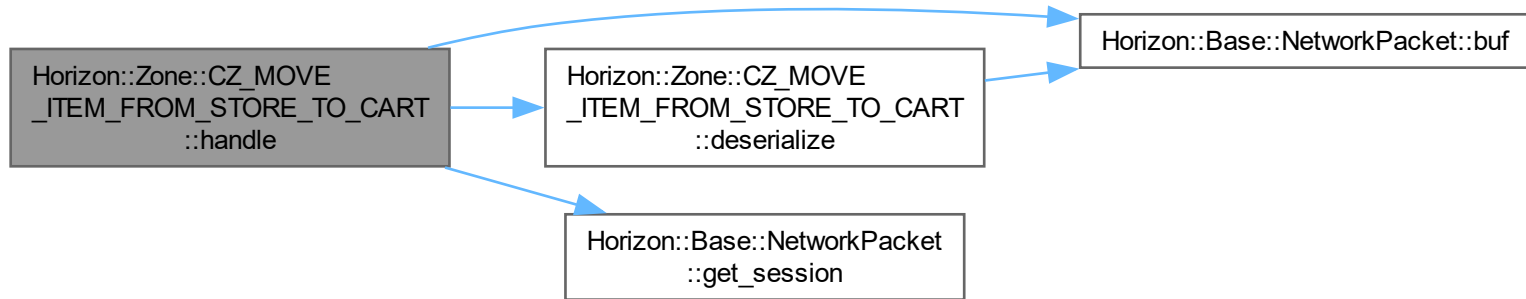 Horizon::Zone::CZ_MOVE
_ITEM_FROM_STORE_TO_CART
::handle
Horizon::Zone::CZ_MOVE
_ITEM_FROM_STORE_TO_CART
::deserialize
Horizon::Base::NetworkPacket::buf
Horizon::Base::NetworkPacket
::get_session